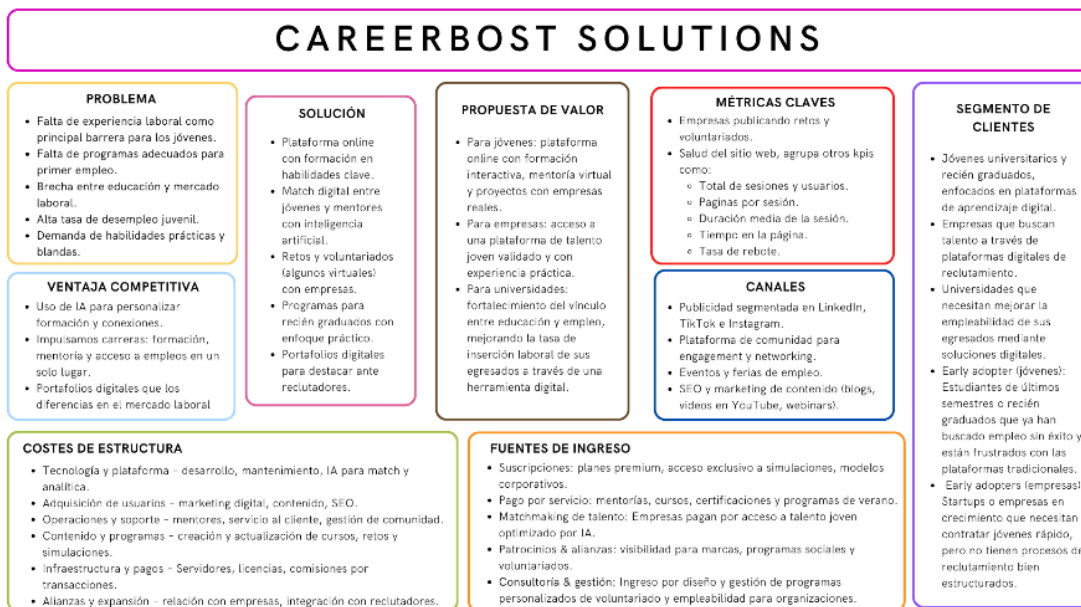 CAREERBOST SOLUTIONS
PROBLEMA
• Falta de experiencia laboral como
principal barrera para los jóvenes.
• Falta de programas adecuados para
primer empleo.
• Brecha entre educación y mercado
laboral.
• Alta tasa de desempleo juvenil.
• Demanda de habilidades prácticas y
blandas.
VENTAJA COMPETITIVA
• Uso de IA para personalizar
formación y conexiones.
• Impulsamos carreras: formación,
mentoría y acceso a empleos en un
solo lugar.
• Portafolios digitales que los
diferencias en el mercado laboral
SOLUCIÓN
• Plataforma online
con formación en
habilidades clave.
• Match digital entre
jóvenes y mentores
con inteligencia
artificial.
• Retos y voluntariados
(algunos virtuales)
con empresas.
• Programas para
recién graduados con
enfoque práctico.
• Portafolios digitales
para destacar ante
reclutadores.
PROPUESTA DE VALOR
• Para jóvenes: plataforma
online con formación
interactiva, mentoría virtual
y proyectos con empresas
reales.
• Para empresas: acceso a
una plataforma de talento
joven validado y con
experiencia práctica.
• Para universidades:
fortalecimiento del vínculo
entre educación y empleo,
mejorando la tasa de
inserción laboral de sus
egresados a través de una
herramienta digital.
MÉTRICAS CLAVES
• Empresas publicando retos y
voluntariados.
• Salud del sitio web, agrupa otros kpis
como:
◦ Total de sesiones y usuarios.
◦ Paginas por sesión.
◦ Duración media de la sesión.
◦ Tiempo en la página.
◦ Tasa de rebote.
CANALES
• Publicidad segmentada en LinkedIn,
TikTok e Instagram.
• Plataforma de comunidad para
engagement y networking.
• Eventos y ferias de empleo.
• SEO y marketing de contenido (blogs,
videos en YouTube, webinars).
SEGMENTO DE
CLIENTES
• Jóvenes universitarios y
recién graduados,
enfocados en plataformas
de aprendizaje digital.
• Empresas que buscan
talento a través de
plataformas digitales de
reclutamiento.
• Universidades que
necesitan mejorar la
empleabilidad de sus
egresados mediante
soluciones digitales.
• Early adopter (jóvenes):
Estudiantes de últimos
semestres o recién
graduados que ya han
buscado empleo sin éxito y
están frustrados con las
plataformas tradicionales.
• Early adopters (empresas):
Startups o empresas en
crecimiento que necesitan
contratar jóvenes rápido,
pero no tienen procesos de
reclutamiento bien
estructurados.
COSTES DE ESTRUCTURA
• Tecnología y plataforma – desarrollo, mantenimiento, IA para match y
analítica.
• Adquisición de usuarios – marketing digital, contenido, SEO.
• Operaciones y soporte – mentores, servicio al cliente, gestión de comunidad.
• Contenido y programas – creación y actualización de cursos, retos y
simulaciones.
• Infraestructura y pagos – Servidores, licencias, comisiones por
transacciones.
• Alianzas y expansión – relación con empresas, integración con reclutadores.
FUENTES DE INGRESO
• Suscripciones: planes premium, acceso exclusivo a simulaciones, modelos
corporativos.
• Pago por servicio: mentorías, cursos, certificaciones y programas de verano.
• Matchmaking de talento: Empresas pagan por acceso a talento joven
optimizado por IA.
• Patrocinios & alianzas: visibilidad para marcas, programas sociales y
voluntariados.
• Consultoría & gestión: Ingreso por diseño y gestión de programas
personalizados de voluntariado y empleabilidad para organizaciones.